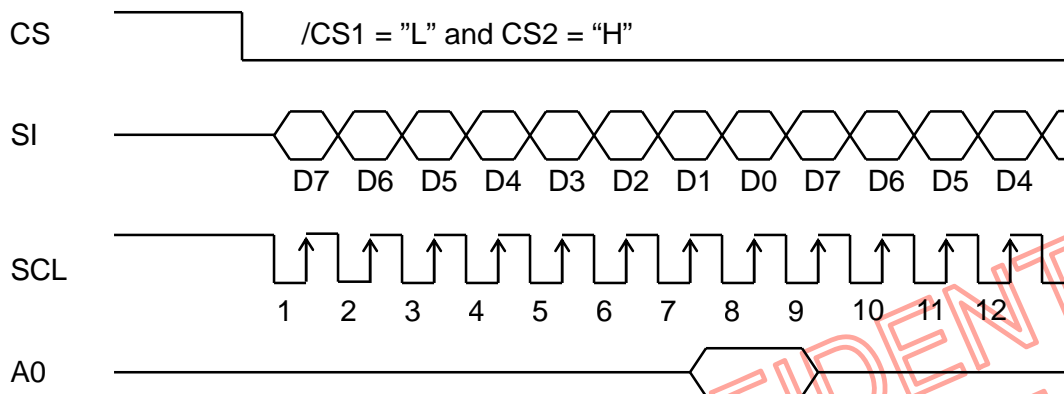 CS
/CS1 = ”L” and CS2 = “H”
SI
D7 D6 D5 D4 D3 D2 D1 D0 D7 D6 D5 D4
SCL
1 2 3 4 5 6 7 8 9 10 11 12
A0